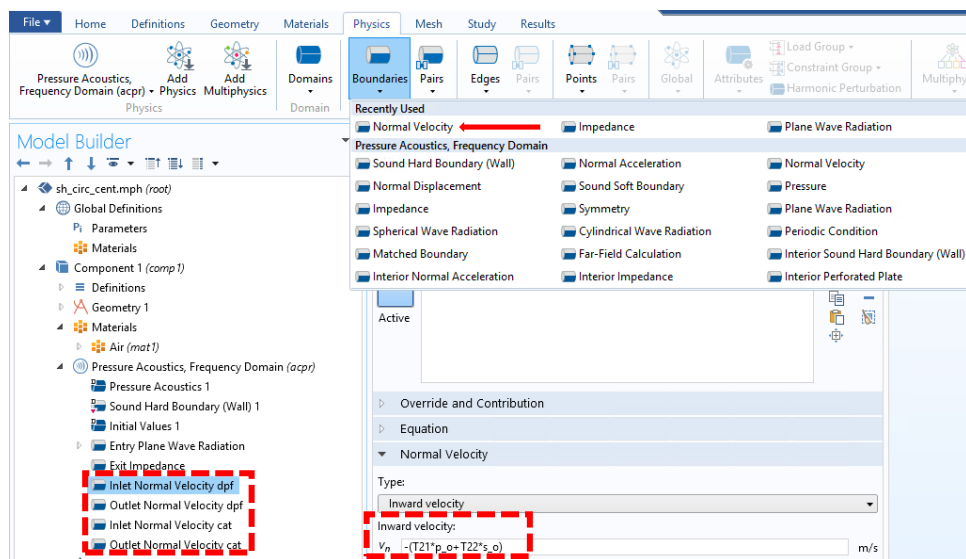 File Home Definitions Geometry Materials Physics Mesh Study Results
Pressure Acoustics, Frequency Domain (acpr)
Add Physics
Add Multiphysics
Domains
Boundaries
Pairs
Edges
Pairs
Points
Pairs
Global
Attributes
Load Group
Constraint Group
Harmonic Perturbation
Multiphy
Physics
Domain
Recently Used
Normal Velocity Impedance Plane Wave Radiation
Pressure Acoustics, Frequency Domain
Sound Hard Boundary (Wall) Normal Acceleration Normal Velocity
Normal Displacement Sound Soft Boundary Pressure
Impedance Symmetry Plane Wave Radiation
Spherical Wave Radiation Cylindrical Wave Radiation Periodic Condition
Matched Boundary Far-Field Calculation Interior Sound Hard Boundary (Wall)
Interior Normal Acceleration Interior Impedance Interior Perforated Plate
Model Builder
sh_circ_cent.mph (root)
Global Definitions
Pi Parameters
Materials
Component 1 (comp1)
Definitions
Geometry 1
Materials
Air (mat1)
Pressure Acoustics, Frequency Domain (acpr)
Pressure Acoustics 1
Sound Hard Boundary (Wall) 1
Initial Values 1
Entry Plane Wave Radiation
Exit Impedance
Inlet Normal Velocity dpf
Outlet Normal Velocity dpf
Inlet Normal Velocity cat
Outlet Normal Velocity cat
Active
Override and Contribution
Equation
Normal Velocity
Type:
Inward velocity
Inward velocity:
vn -(T21*p_o+T22*s_o) m/s